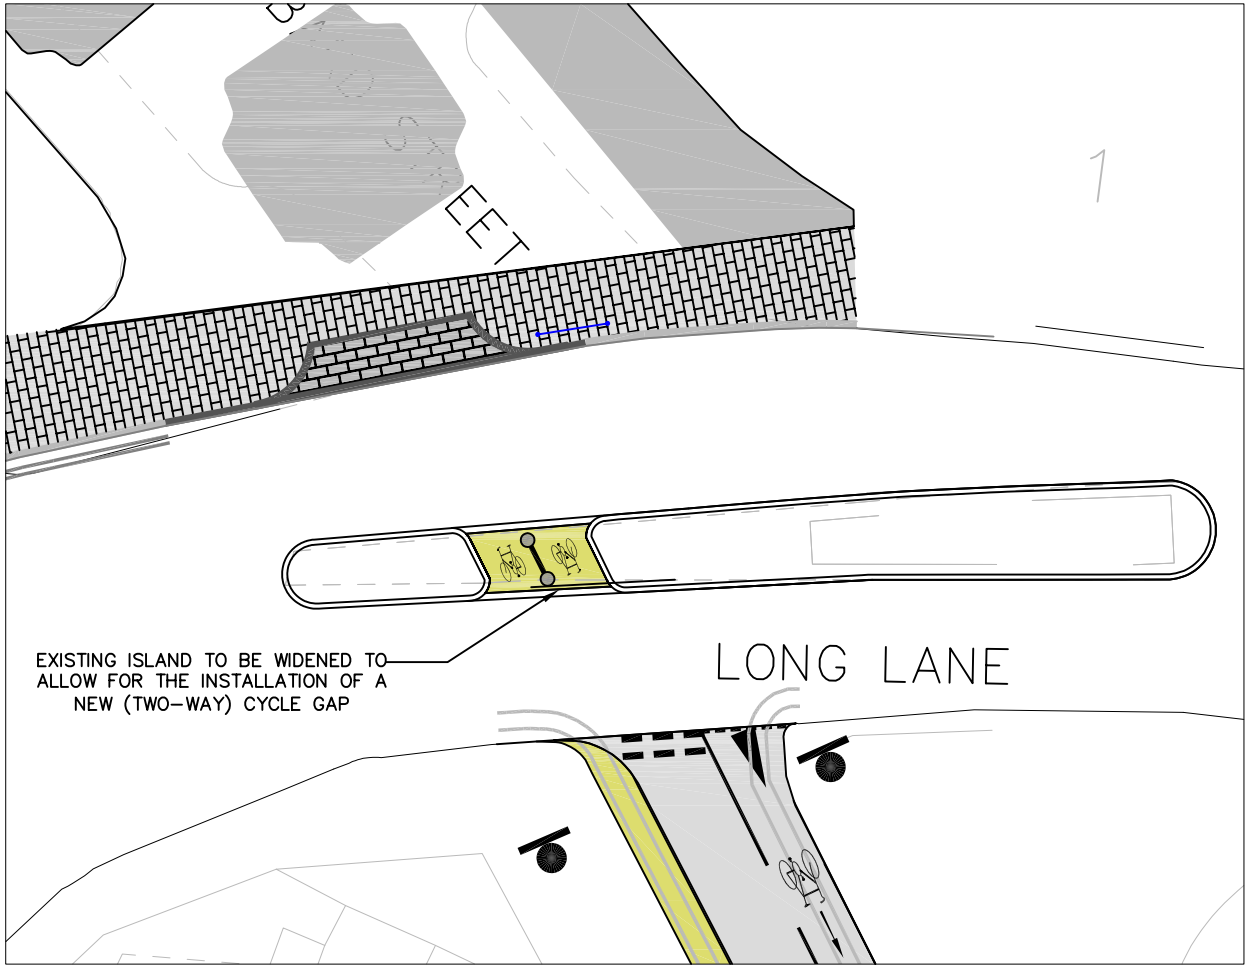 STREET
1
EXISTING ISLAND TO BE WIDENED TO
ALLOW FOR THE INSTALLATION OF A
NEW (TWO-WAY) CYCLE GAP
LONG LANE